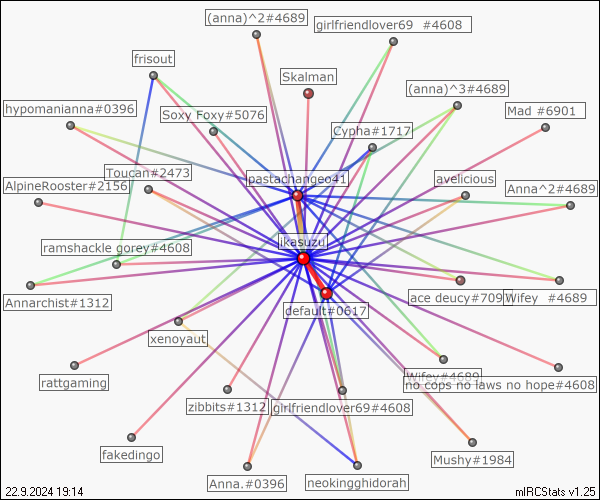 (anna)^2#4689
girlfriendlover69 #4608
frisout
Skalman
(anna)^3#4689
hypomanianna#0396
Soxy Foxy#5076
Mad #6901
Cypha#1717
Toucan#2473
pastachangeo41
avelicious
AlpineRooster#2156
Anna^2#4689
ikesuzu
ramshackle gorey#4608
Annarchist#1312
ace deucy#709
Wifey #4689
default#0617
xenoyaut
rattgaming
Wifey#4689
no cops no laws no hope#4608
zibbits#1312
girlfriendlover69#4608
fakedingo
Mushy#1984
Anna.#0396
neokingghidorah
22.9.2024 19:14
mIRCStats v1.25